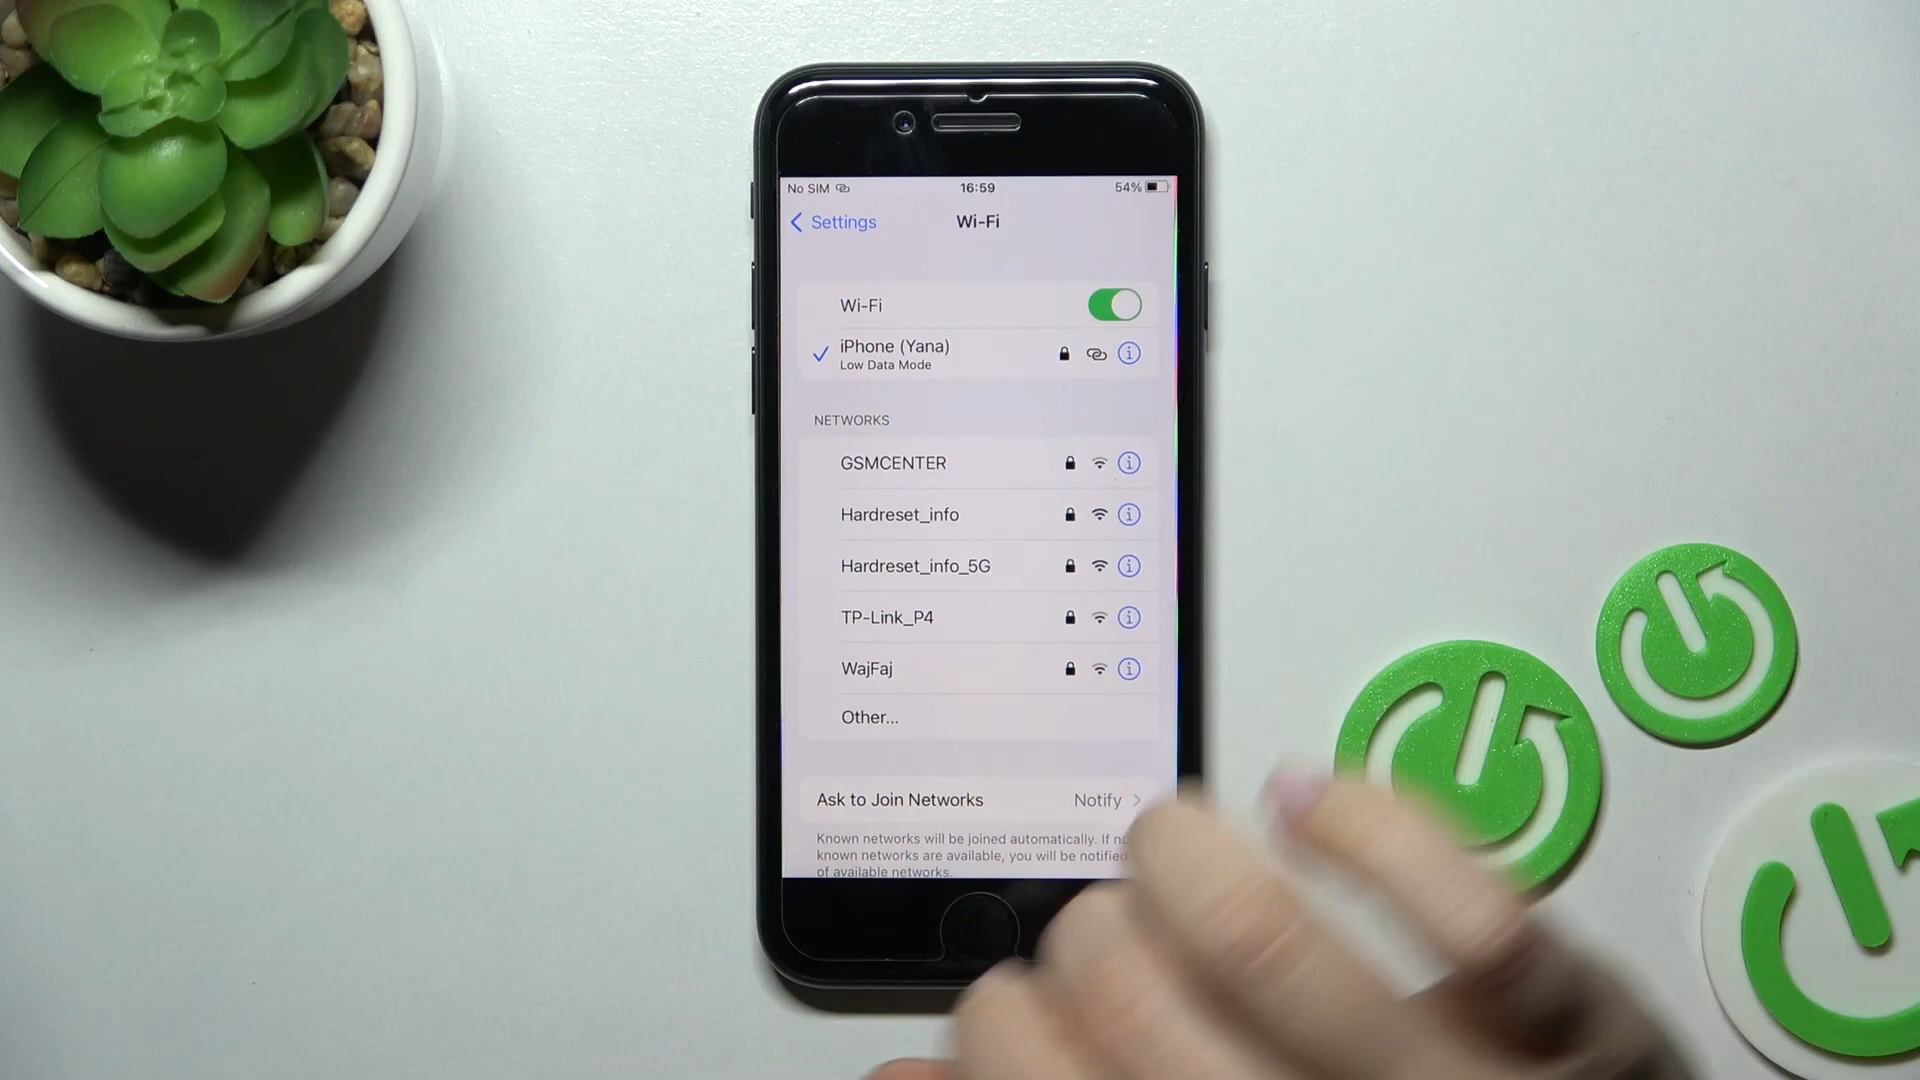 No SIM 16:59 54%
Settings Wi-Fi
Wi-Fi
iPhone (Yana)
Low Data Mode
NETWORKS
GSMCENTER
Hardreset_info
Hardreset_info_5G
TP-Link_P4
WajFaj
Other...
Ask to Join Networks Notify
Known networks will be joined automatically. If no
known networks are available, you will be notified
of available networks.